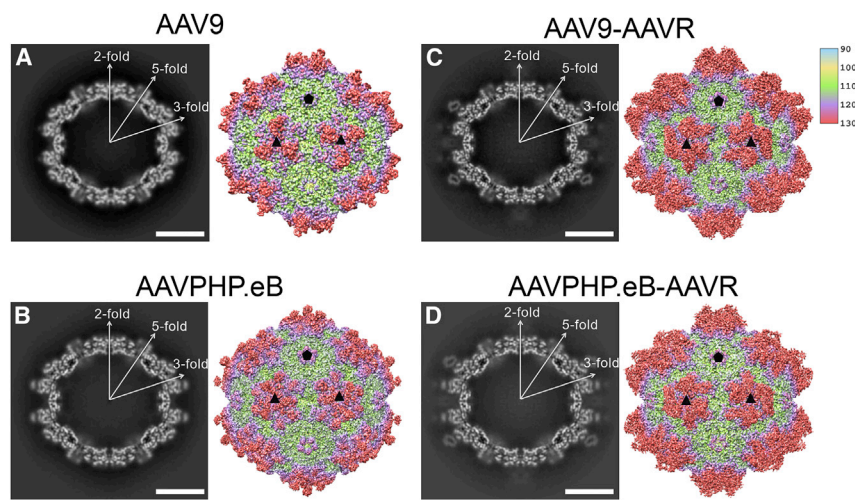 AAV9
A
2-fold
5-fold
3-fold
AAV9-AAVR
C
2-fold
5-fold
3-fold
90
100
110
120
130
AAVPHP.eB
B
2-fold
5-fold
3-fold
AAVPHP.eB-AAVR
D
2-fold
5-fold
3-fold